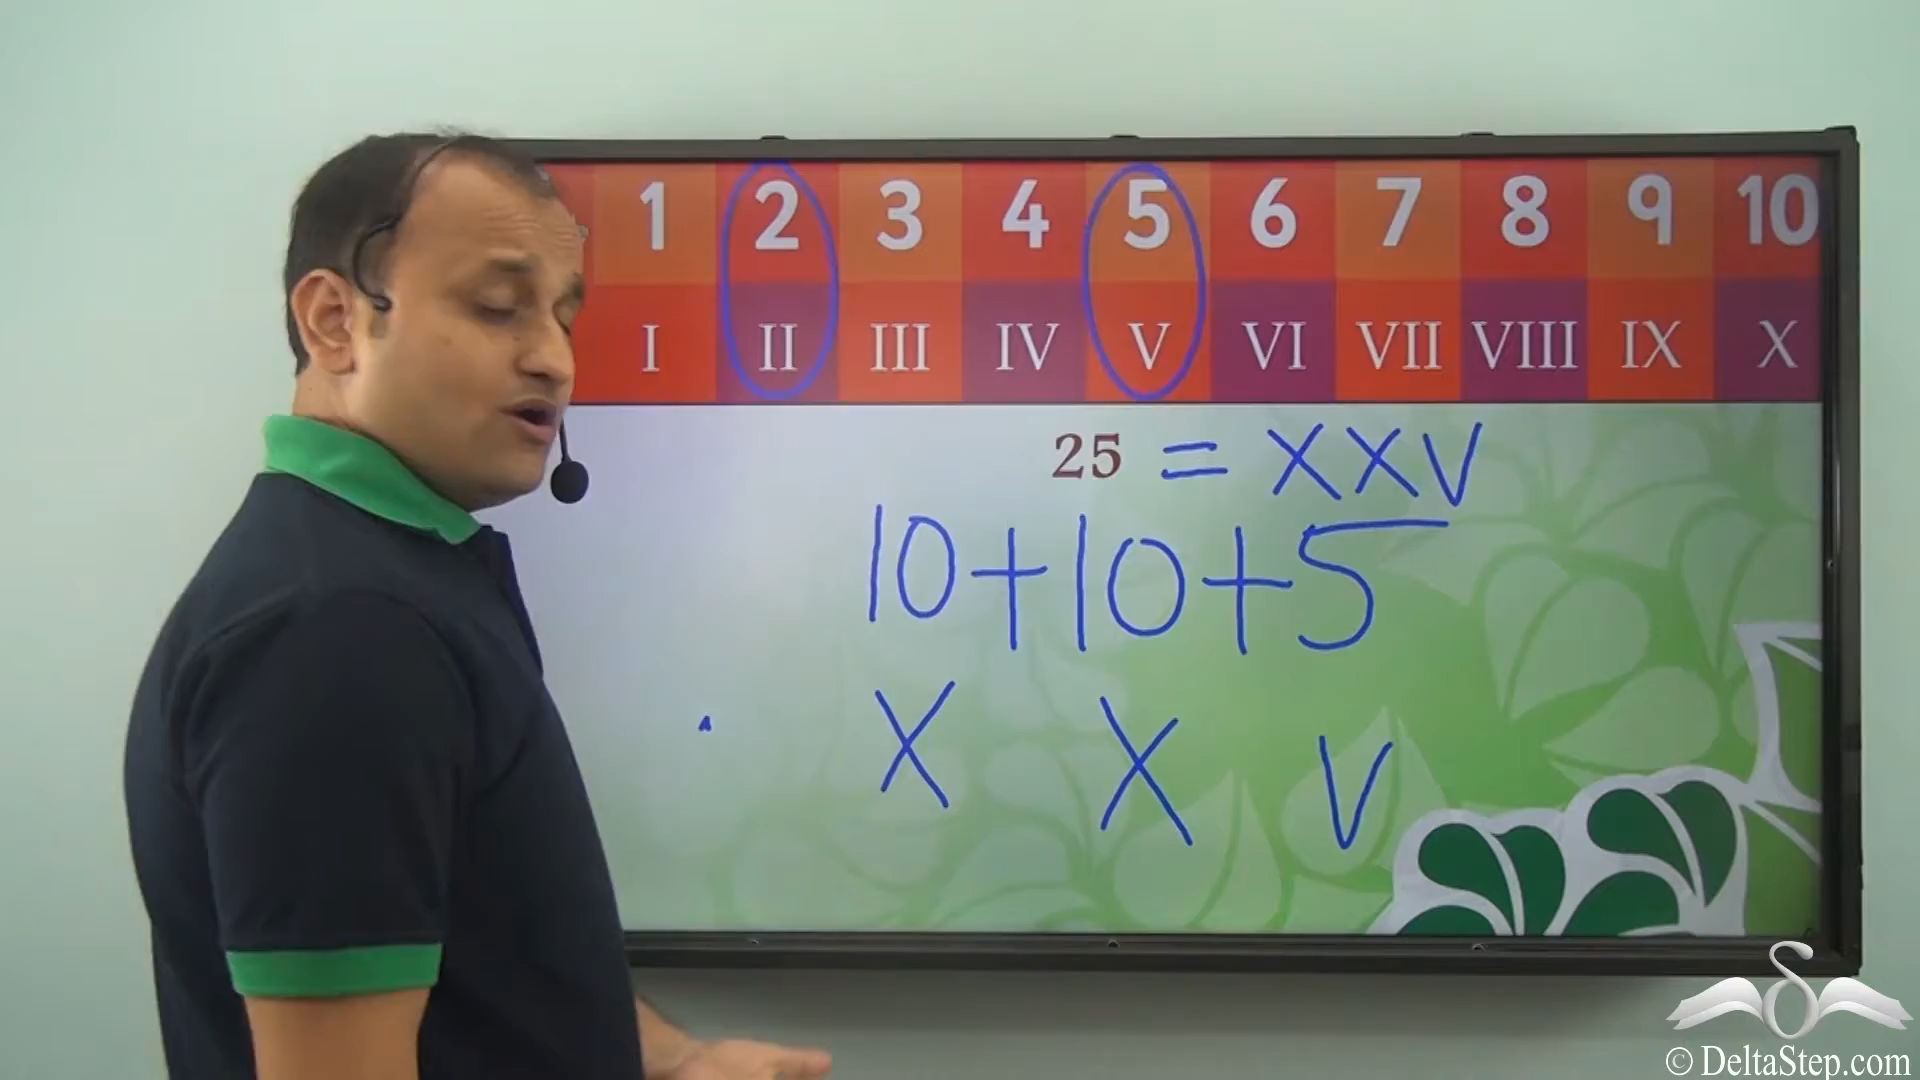 1 2 3 4 5 6 7 8 9 10
I II III IV V VI VII VIII IX X
25 = XXV
10+10+5
X X V
© DeltaStep.com